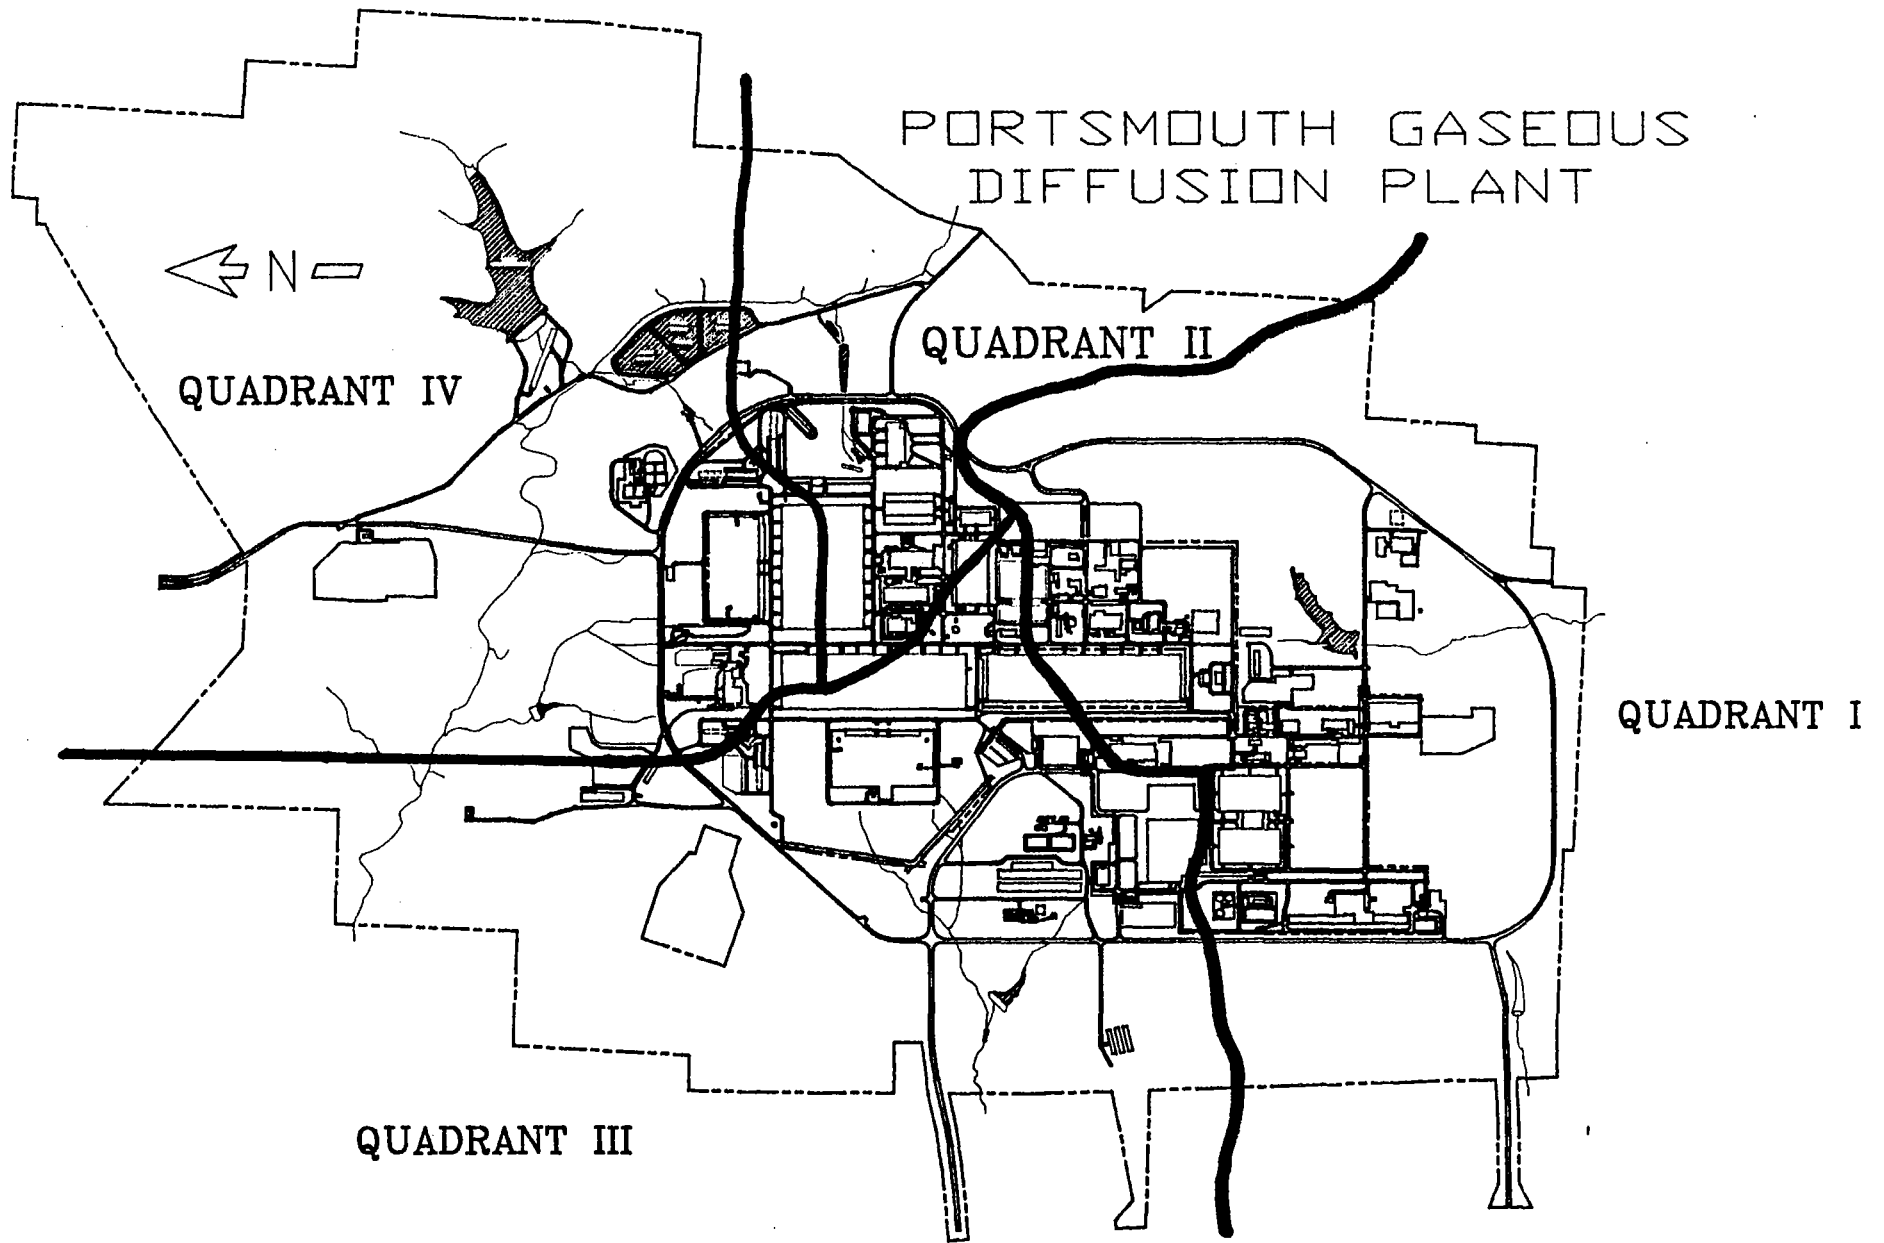 PORTSMOUTH GASEOUS
DIFFUSION PLANT
N
QUADRANT II
QUADRANT IV
QUADRANT I
QUADRANT III